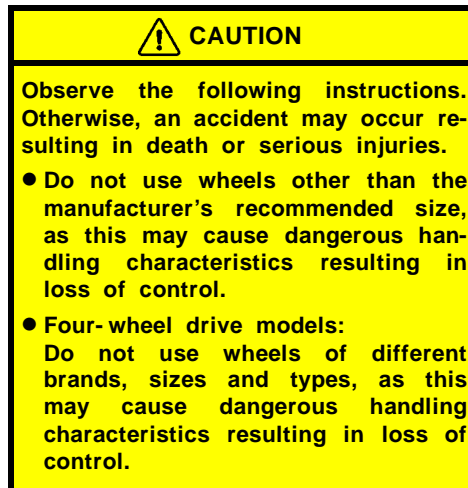 CAUTION
Observe the following instructions.
Otherwise, an accident may occur re-
sulting in death or serious injuries.
● Do not use wheels other than the
manufacturer’s recommended size,
as this may cause dangerous han-
dling characteristics resulting in
loss of control.
● Four- wheel drive models:
Do not use wheels of different
brands, sizes and types, as this
may cause dangerous handling
characteristics resulting in loss of
control.